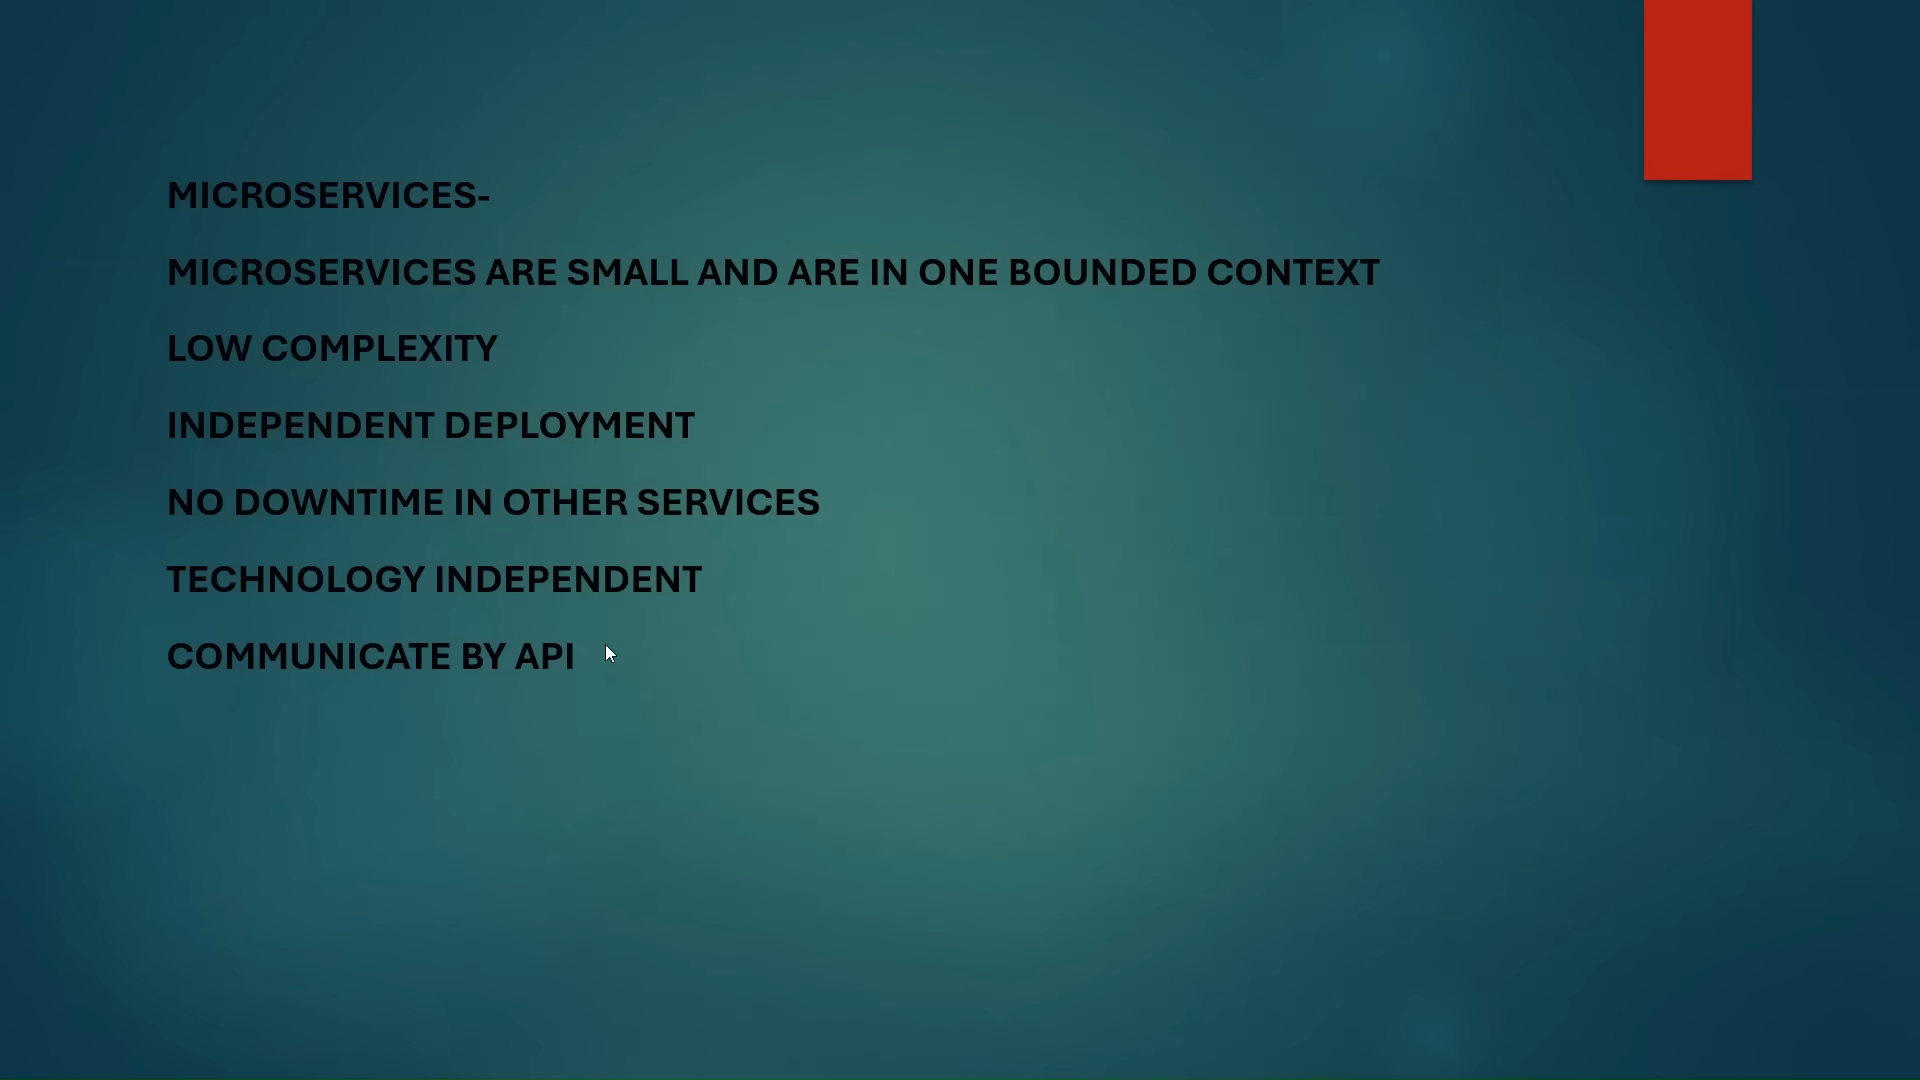 MICROSERVICES-
MICROSERVICES ARE SMALL AND ARE IN ONE BOUNDED CONTEXT
LOW COMPLEXITY
INDEPENDENT DEPLOYMENT
NO DOWNTIME IN OTHER SERVICES
TECHNOLOGY INDEPENDENT
COMMUNICATE BY API